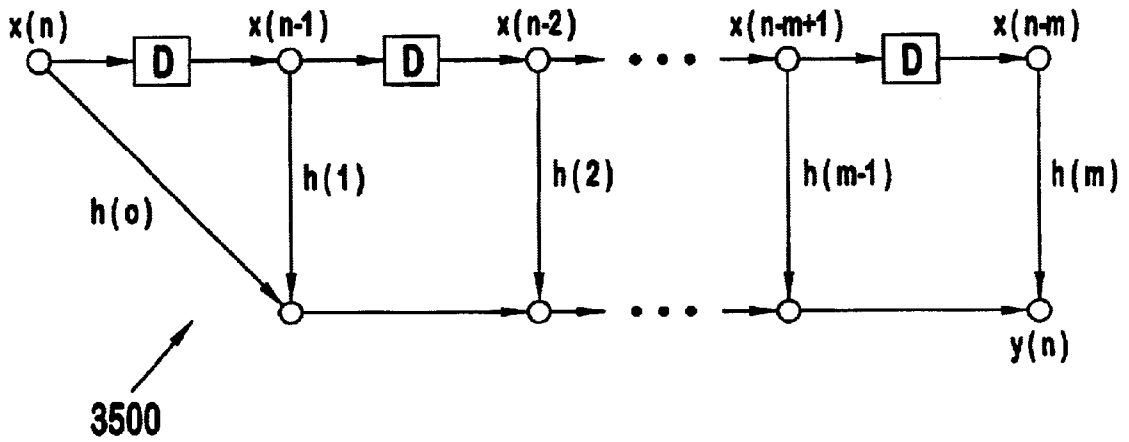 x(n) x(n-1) x(n-2) x(n-m+1) x(n-m)
D D D
h(o) h(1) h(2) h(m-1) h(m)
y(n)
3500